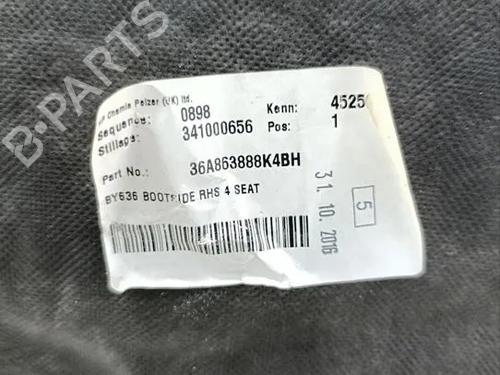 Chemie Pelzer (UK) ltd.
Sequence: 0898 Kenn: 4525
Stillage: 341000656 Pos: 1
Part No.: 36A863888K4BH
BY636 BOOTSIDE RHS 4 SEAT
31. 10. 2016
5
B-PARTS